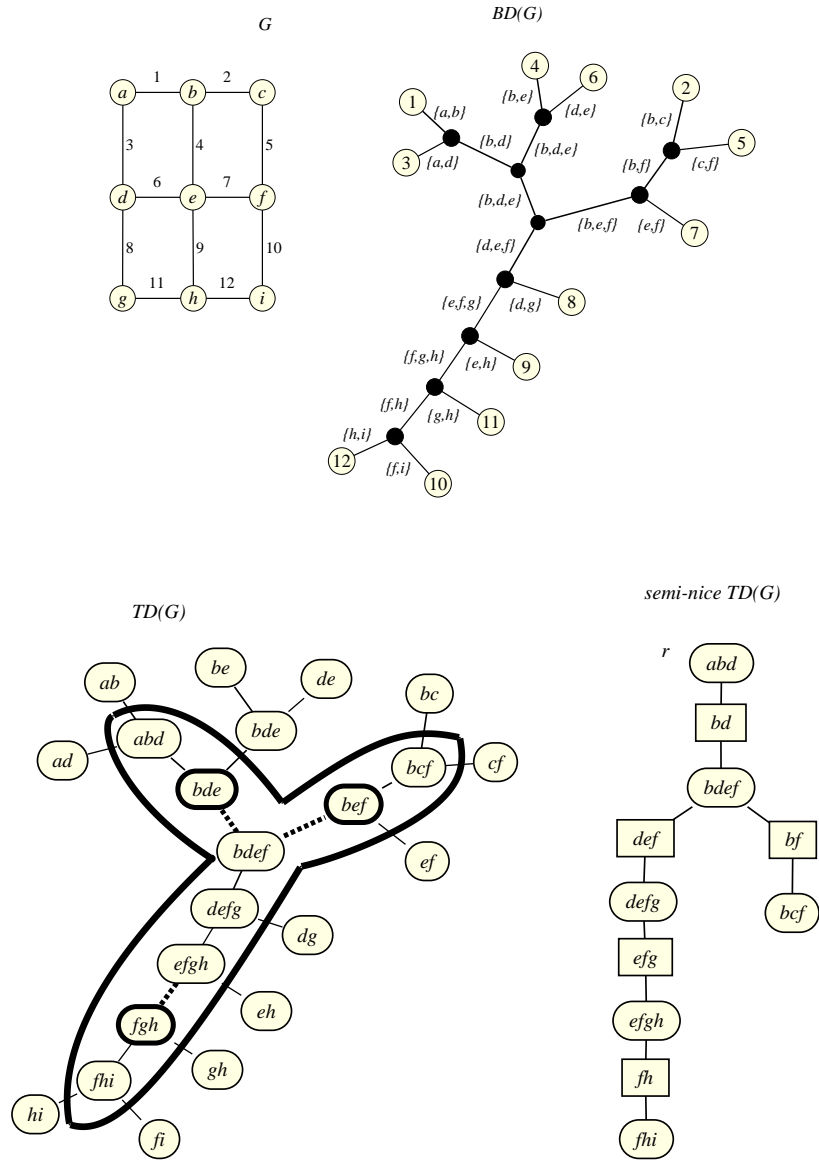 G
1 2
a b c
3 4 5
6 7
d e f
8 9 10
11 12
g h i
BD(G)
4 6
1 {b,e} {d,e} 2
{a,b} {b,c} 5
3 {a,d} {b,d} {b,d,e} {b,f} {c,f}
{b,d,e} {b,e,f} {e,f} 7
{d,e,f}
{e,f,g} {d,g} 8
{f,g,h} {e,h} 9
{f,h} {g,h} 11
{h,i}
12 {f,i} 10
TD(G)
be de
ab bc
abd bde
ad bcf cf
bde bef
bdef ef
defg
dg
efgh
eh
fgh
gh
fhi
hi fi
semi-nice TD(G)
r abd
bd
bdef
def bf
defg bcf
efg
efgh
fh
fhi